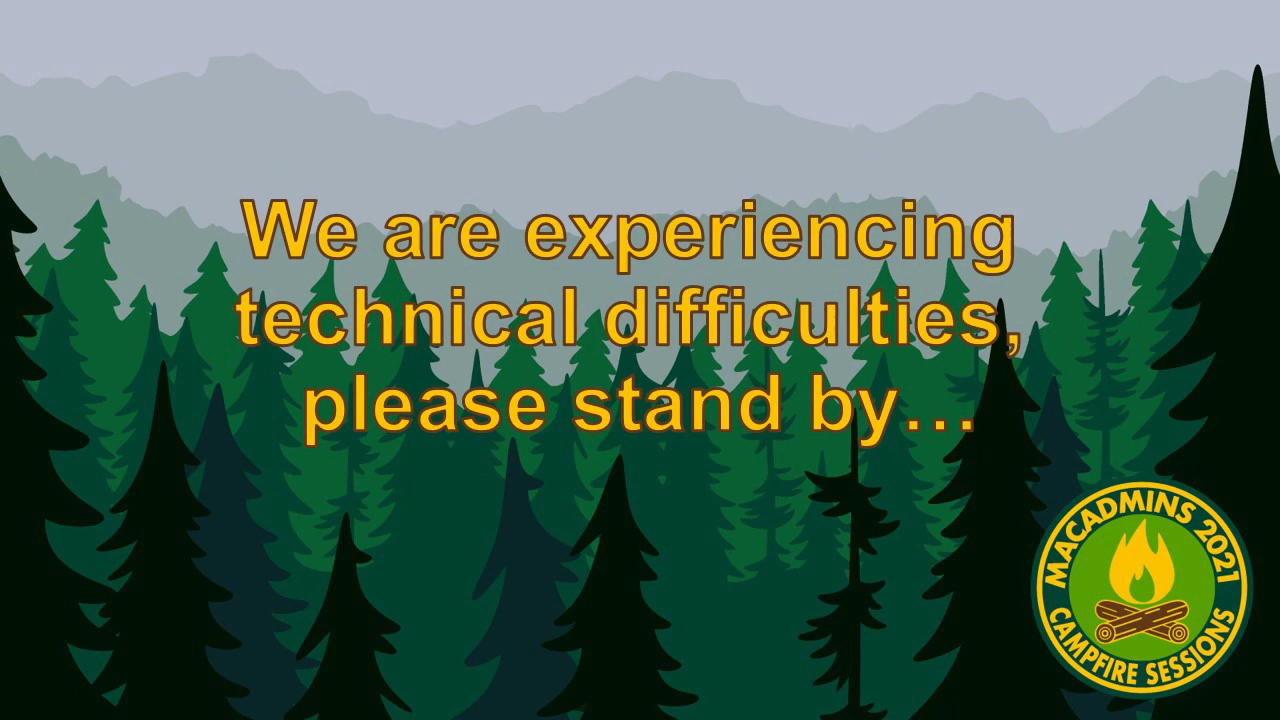 We are experiencing
technical difficulties,
please stand by...
MACADMINS 2021
CAMPFIRE SESSIONS